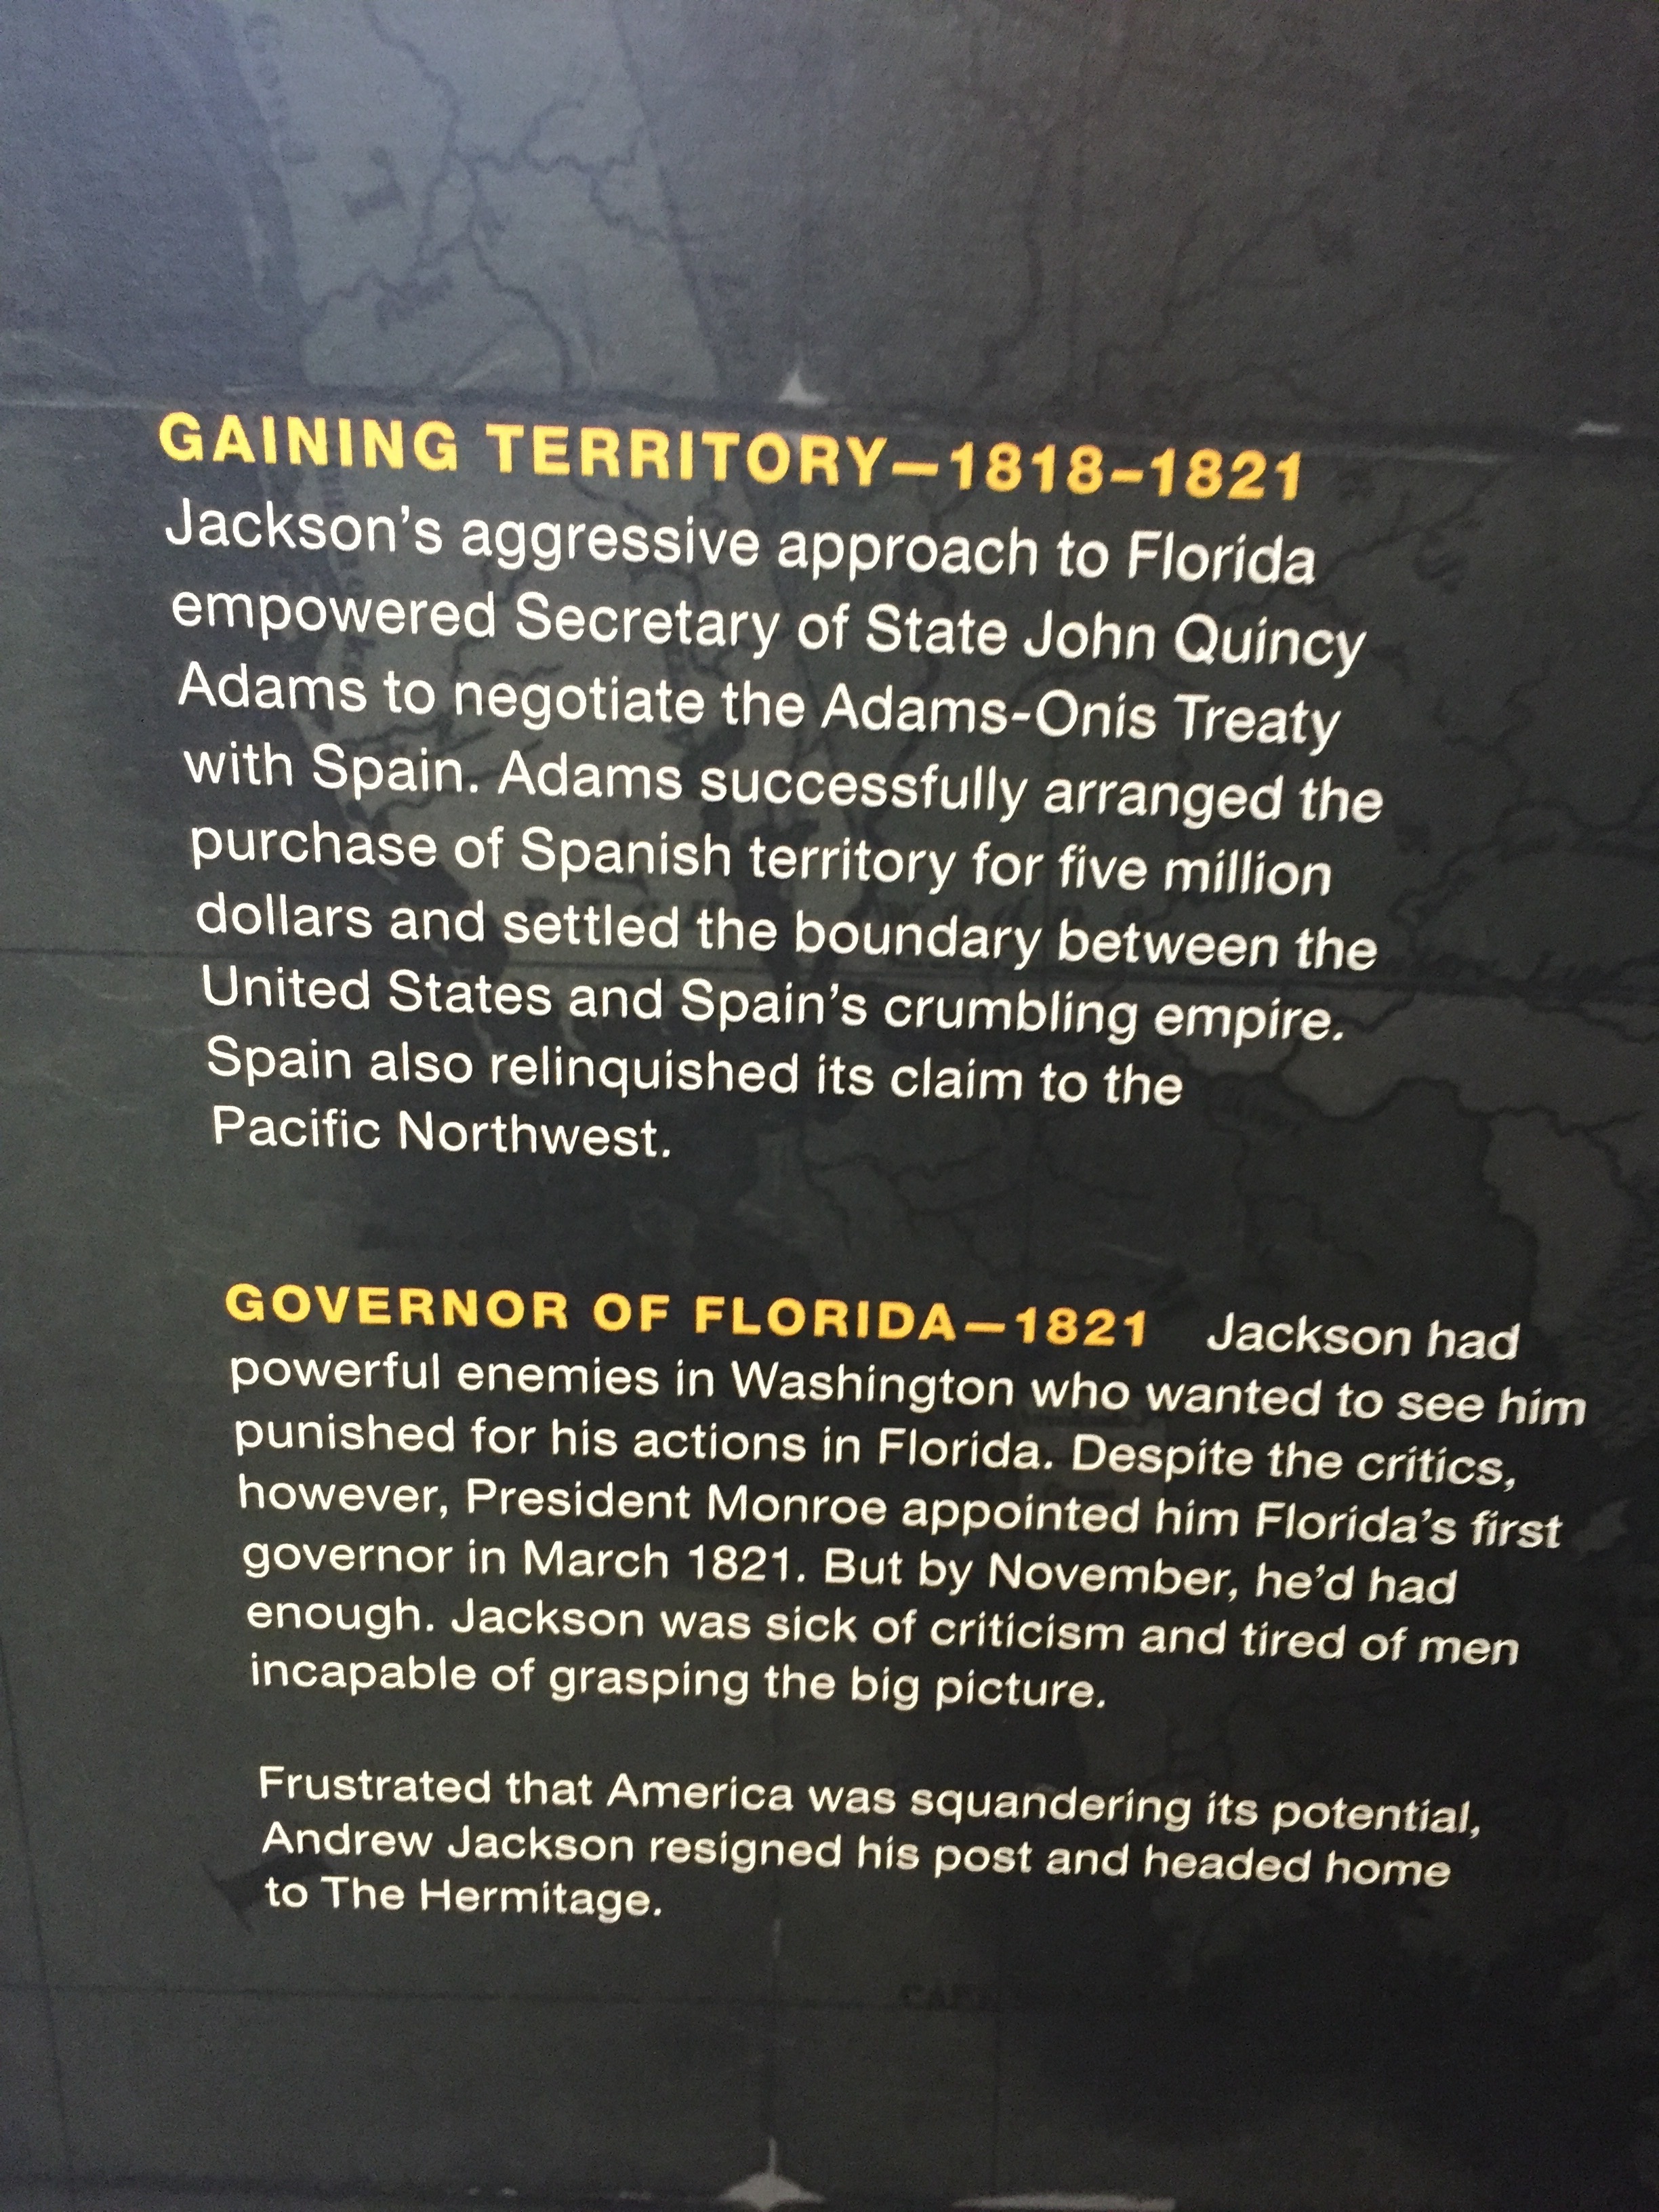 GAINING TERRITORY—1818–1821
Jackson's aggressive approach to Florida
empowered Secretary of State John Quincy
Adams to negotiate the Adams-Onis Treaty
with Spain. Adams successfully arranged the
purchase of Spanish territory for five million
dollars and settled the boundary between the
United States and Spain's crumbling empire.
Spain also relinquished its claim to the
Pacific Northwest.
GOVERNOR OF FLORIDA—1821 Jackson had
powerful enemies in Washington who wanted to see him
punished for his actions in Florida. Despite the critics,
however, President Monroe appointed him Florida's first
governor in March 1821. But by November, he'd had
enough. Jackson was sick of criticism and tired of men
incapable of grasping the big picture.
Frustrated that America was squandering its potential,
Andrew Jackson resigned his post and headed home
to The Hermitage.